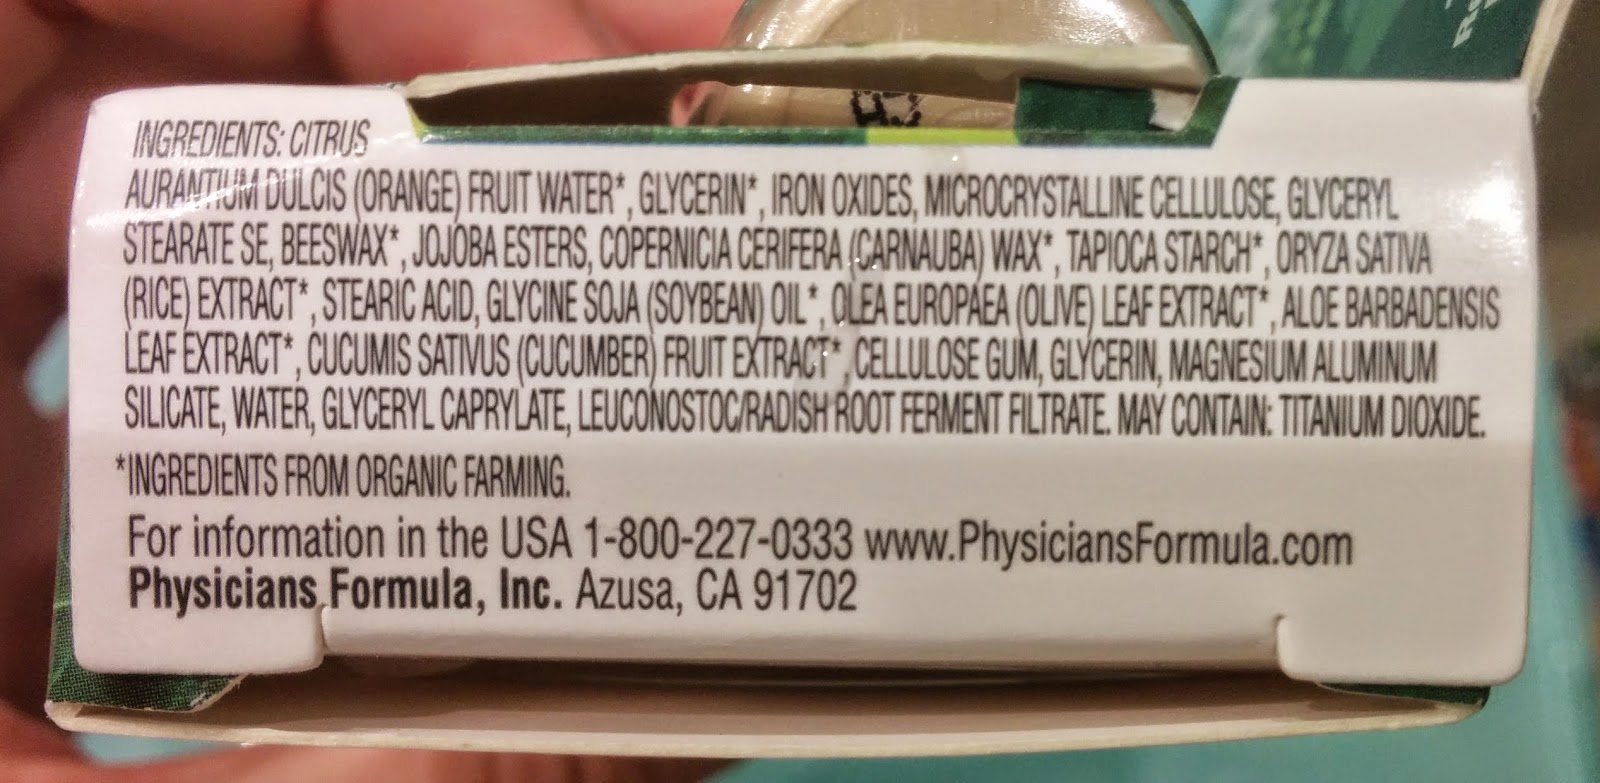 INGREDIENTS: CITRUS
AURANTIUM DULCIS (ORANGE) FRUIT WATER*, GLYCERIN*, IRON OXIDES, MICROCRYSTALLINE CELLULOSE, GLYCERYL
STEARATE SE, BEESWAX*, JOJOBA ESTERS, COPERNICIA CERIFERA (CARNAUBA) WAX*, TAPIOCA STARCH*, ORYZA SATIVA
(RICE) EXTRACT*, STEARIC ACID, GLYCINE SOJA (SOYBEAN) OIL*, OLEA EUROPAEA (OLIVE) LEAF EXTRACT*, ALOE BARBADENSIS
LEAF EXTRACT*, CUCUMIS SATIVUS (CUCUMBER) FRUIT EXTRACT*, CELLULOSE GUM, GLYCERIN, MAGNESIUM ALUMINUM
SILICATE, WATER, GLYCERYL CAPRYLATE, LEUCONOSTOC/RADISH ROOT FERMENT FILTRATE. MAY CONTAIN: TITANIUM DIOXIDE.
*INGREDIENTS FROM ORGANIC FARMING.
For information in the USA 1-800-227-0333 www.PhysiciansFormula.com
Physicians Formula, Inc. Azusa, CA 91702